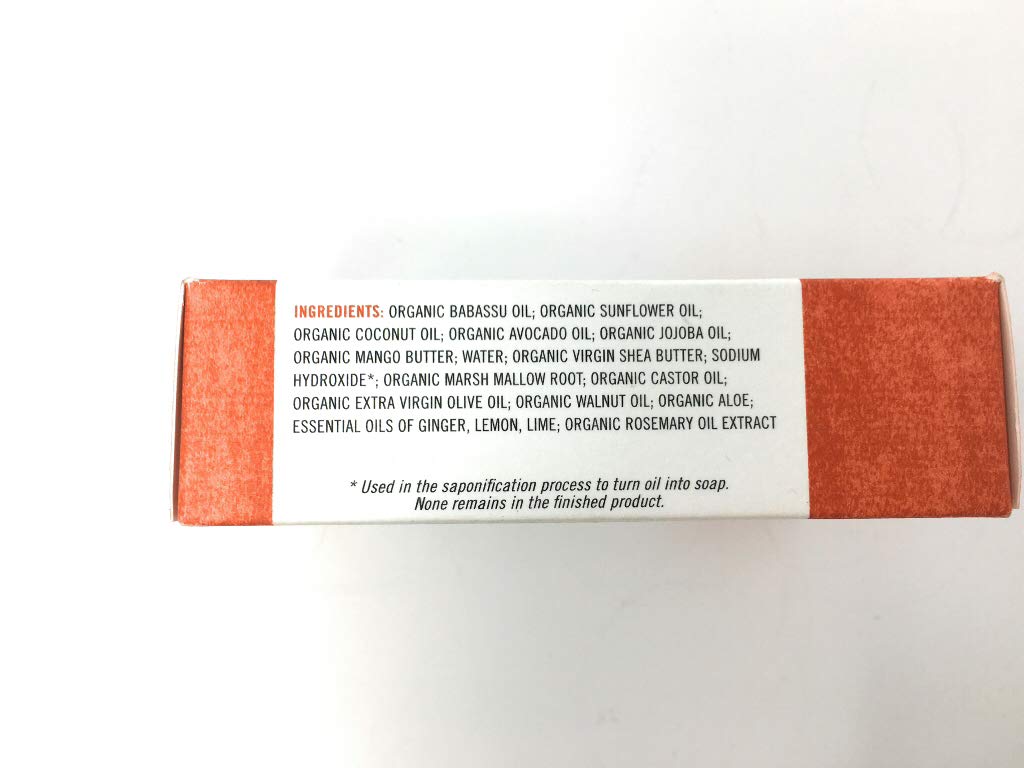 INGREDIENTS: ORGANIC BABASSU OIL; ORGANIC SUNFLOWER OIL;
ORGANIC COCONUT OIL; ORGANIC AVOCADO OIL; ORGANIC JOJOBA OIL;
ORGANIC MANGO BUTTER; WATER; ORGANIC VIRGIN SHEA BUTTER; SODIUM
HYDROXIDE*; ORGANIC MARSH MALLOW ROOT; ORGANIC CASTOR OIL;
ORGANIC EXTRA VIRGIN OLIVE OIL; ORGANIC WALNUT OIL; ORGANIC ALOE;
ESSENTIAL OILS OF GINGER, LEMON, LIME; ORGANIC ROSEMARY OIL EXTRACT
* Used in the saponification process to turn oil into soap.
None remains in the finished product.